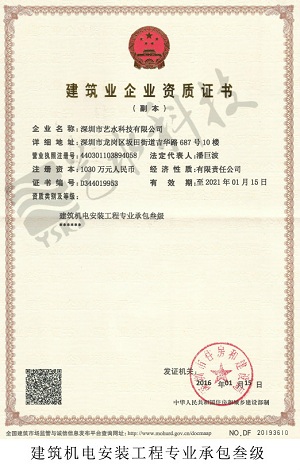 建筑业企业资质证书
（副本）
企业名称：深圳市艺水科技有限公司
详细地址：深圳市龙岗区坂田街道吉华路687号10楼
营业执照注册号：440301103894058 法定代表人：潘巨波
注册资本：1030万元人民币 经济性质：有限责任公司
证书编号：D344019953 有效期：至2021年01月15日
资质类别及等级：
建筑机电安装工程专业承包叁级
******
发证机关：
2016年01月15日
中华人民共和国住房和城乡建设部制
全国建筑市场监管与诚信信息发布平台查询网址：http://www.mohurd.gov.cn/docmaap
NO.DF 20193610
建筑机电安装工程专业承包叁级